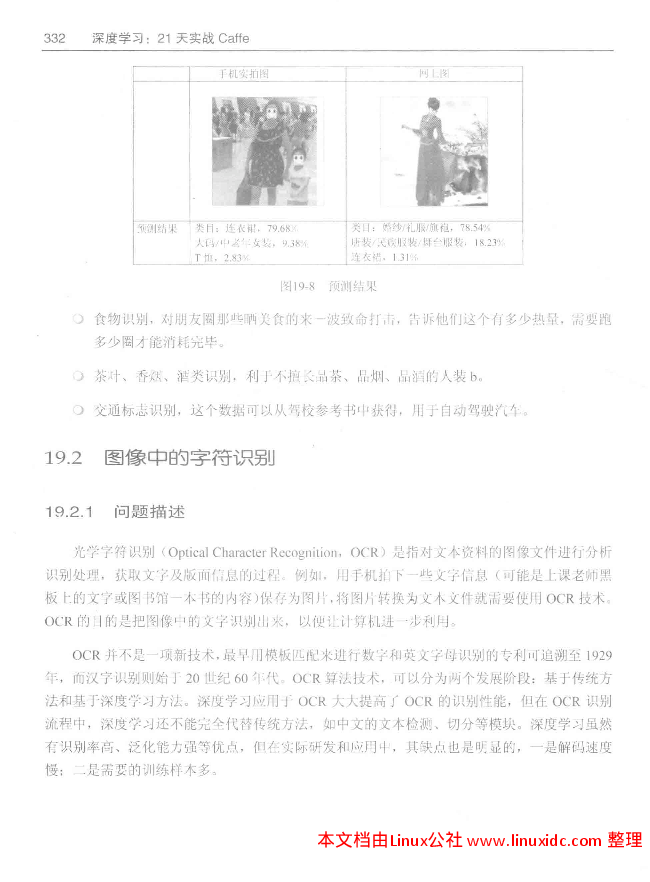 332 深度学习：21 天实战 Caffe
手机实拍图 网上图
预测结果 类目：连衣裙，79.68% 类目：婚纱/礼服/旗袍，78.54%
大码/中老年女装，9.38% 唐装/民族服装/舞台服装，18.23%
T 恤，2.83% 连衣裙，1.31%
图19-8 预测结果
❍ 食物识别，对朋友圈那些晒美食的来一波致命打击，告诉他们这个有多少热量，需要跑
多少圈才能消耗完毕。
❍ 茶叶、香烟、酒类识别，利于不擅长品茶、品烟、品酒的人装 b。
❍ 交通标志识别，这个数据可以从驾校参考书中获得，用于自动驾驶汽车。
19.2 图像中的字符识别
19.2.1 问题描述
光学字符识别（Optical Character Recognition，OCR）是指对文本资料的图像文件进行分析
识别处理，获取文字及版面信息的过程。例如，用手机拍下一些文字信息（可能是上课老师黑
板上的文字或图书馆一本书的内容）保存为图片，将图片转换为文本文件就需要使用 OCR 技术。
OCR 的目的是把图像中的文字识别出来，以便让计算机进一步利用。
OCR 并不是一项新技术，最早用模板匹配来进行数字和英文字母识别的专利可追溯至 1929
年，而汉字识别则始于 20 世纪 60 年代。OCR 算法技术，可以分为两个发展阶段：基于传统方
法和基于深度学习方法。深度学习应用于 OCR 大大提高了 OCR 的识别性能，但在 OCR 识别
流程中，深度学习还不能完全代替传统方法，如中文的文本检测、切分等模块。深度学习虽然
有识别率高、泛化能力强等优点，但在实际研发和应用中，其缺点也是明显的，一是解码速度
慢；二是需要的训练样本多。
本文档由Linux公社 www.linuxidc.com 整理